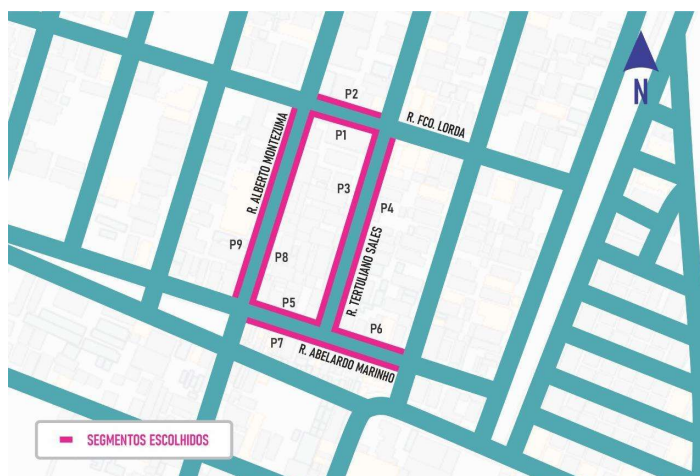 P2
R. FCO. LORDA
P1
R. ALBERTO MONTEZUMA
P3
P4
P9
P8
R. TERTULIANO SALES
P5
P6
P7
R. ABELARDO MARINHO
N
SEGMENTOS ESCOLHIDOS